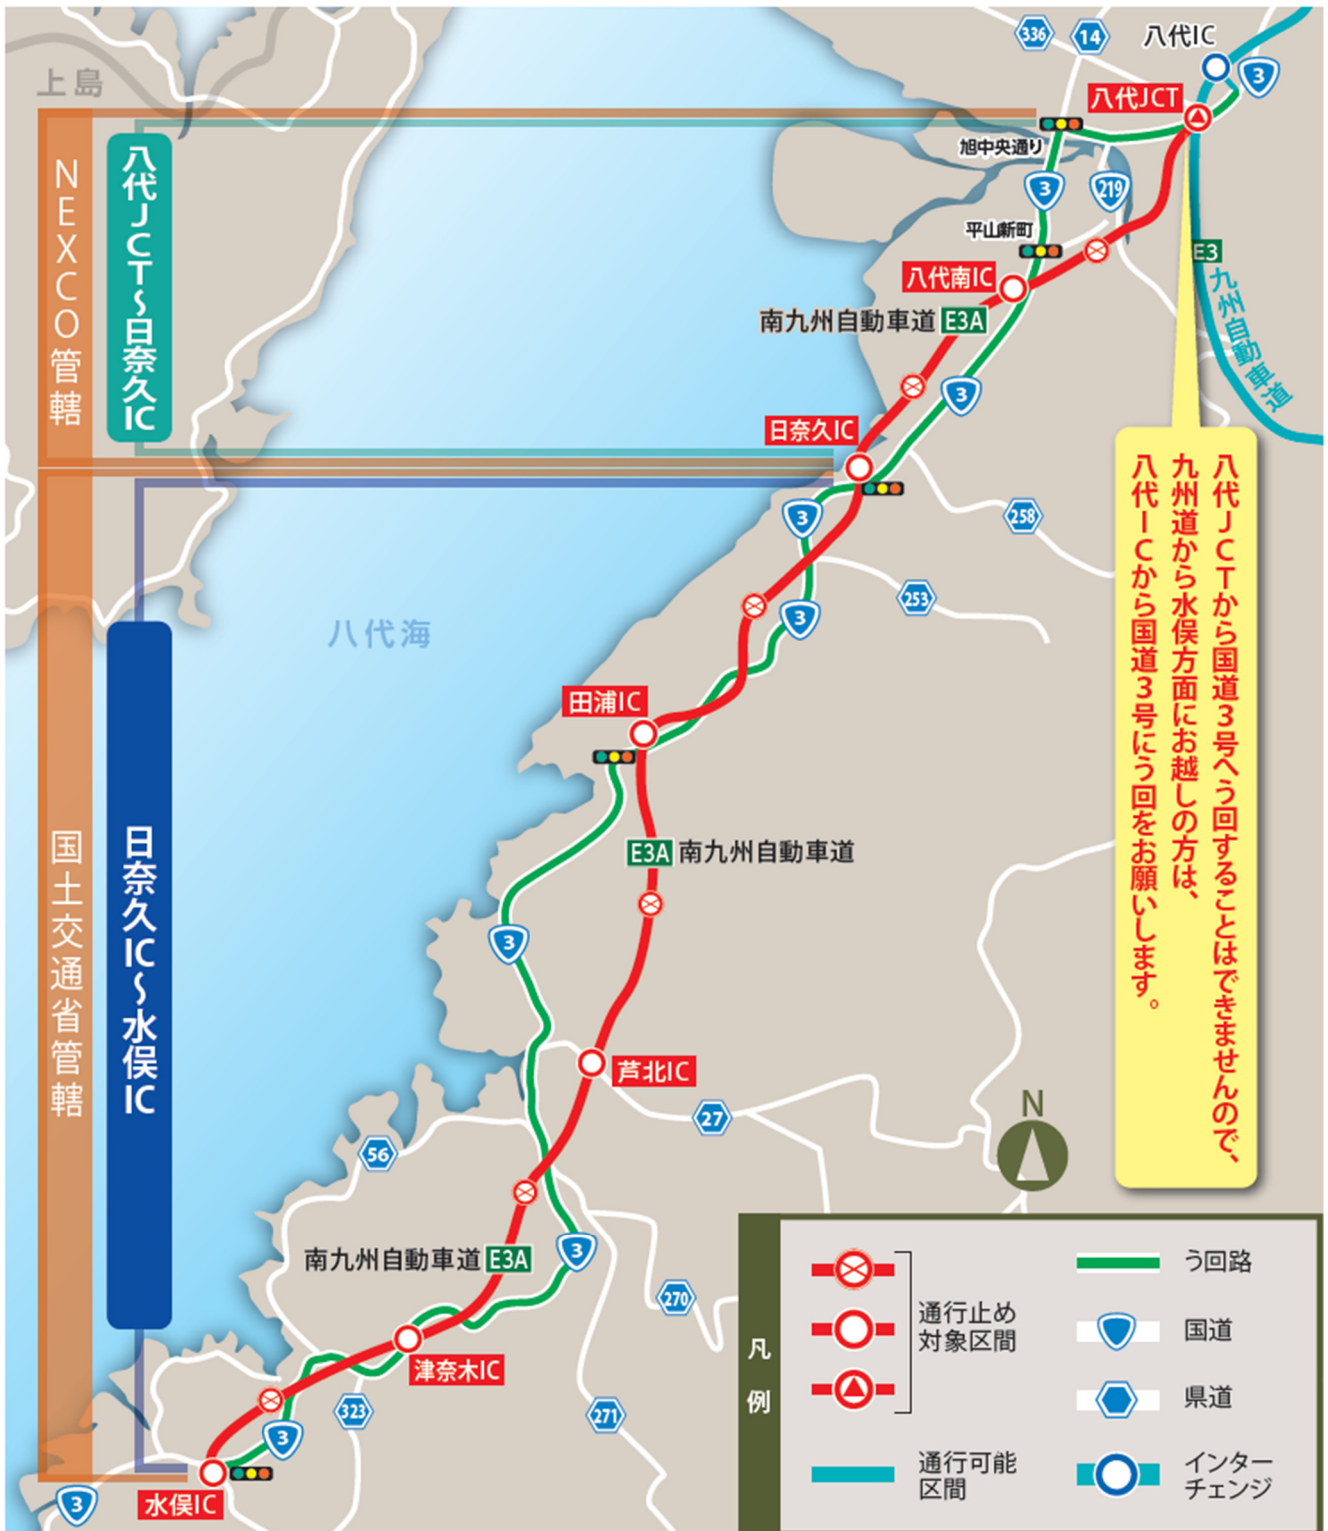 336
14
八代IC
3
上島
八代JCT
旭中央通り
3
219
平山新町
E3
九州自動車道
八代南IC
南九州自動車道 E3A
3
日奈久IC
NEXCO管轄
八代JCT～日奈久IC
3
258
253
3
八代海
八代JCTから国道3号へう回することはできませんので、
九州道から水俣方面にお越しの方は、
八代ICから国道3号にう回をお願いします。
田浦IC
E3A 南九州自動車道
国土交通省管轄
日奈久IC～水俣IC
3
芦北IC
27
56
N
南九州自動車道 E3A
3
270
津奈木IC
323
271
3
水俣IC
3
凡例
通行止め
対象区間
通行可能
区間
う回路
国道
県道
インター
チェンジ